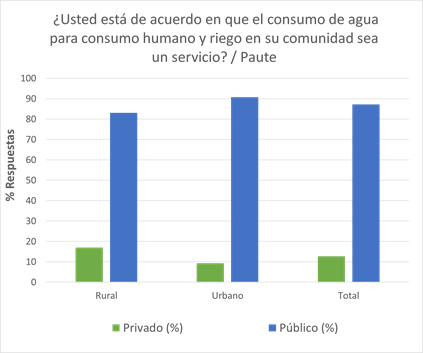 ¿Usted está de acuerdo en que el consumo de agua
para consumo humano y riego en su comunidad sea
un servicio? / Paute
100
90
80
70
60
50
40
30
20
10
0
% Respuestas
Rural Urbano Total
Privado (%) Público (%)